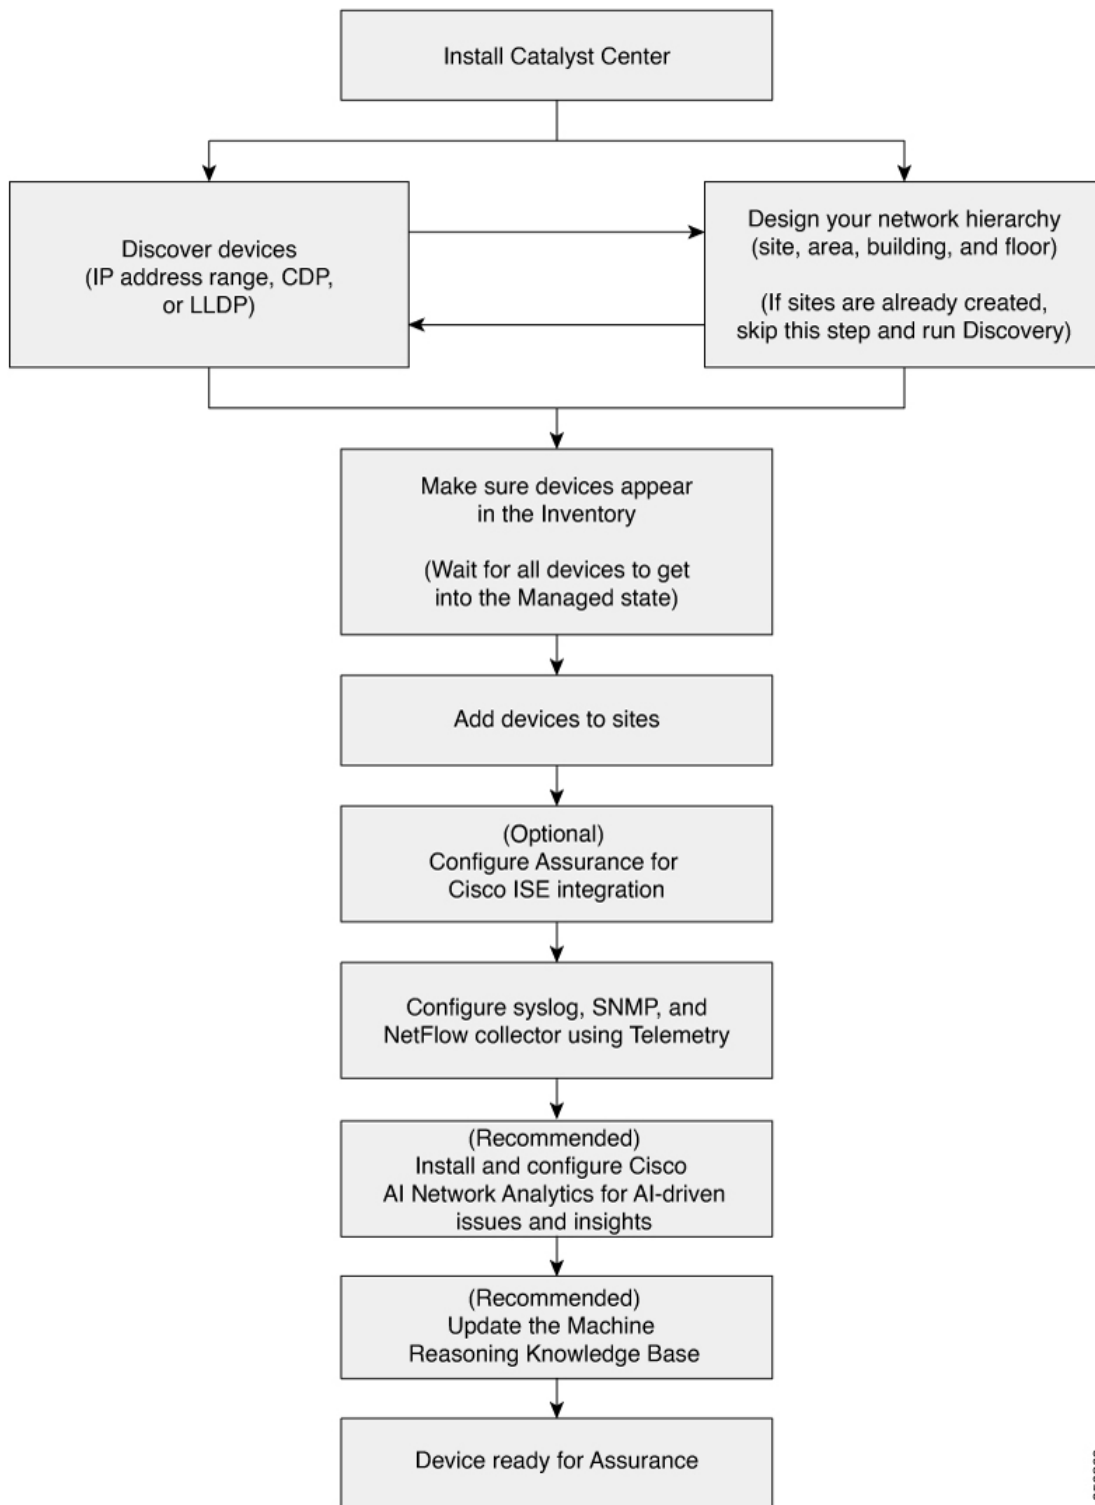 Install Catalyst Center
Discover devices
(IP address range, CDP,
or LLDP)
Design your network hierarchy
(site, area, building, and floor)
(If sites are already created,
skip this step and run Discovery)
Make sure devices appear
in the Inventory
(Wait for all devices to get
into the Managed state)
Add devices to sites
(Optional)
Configure Assurance for
Cisco ISE integration
Configure syslog, SNMP, and
NetFlow collector using Telemetry
(Recommended)
Install and configure Cisco
AI Network Analytics for AI-driven
issues and insights
(Recommended)
Update the Machine
Reasoning Knowledge Base
Device ready for Assurance